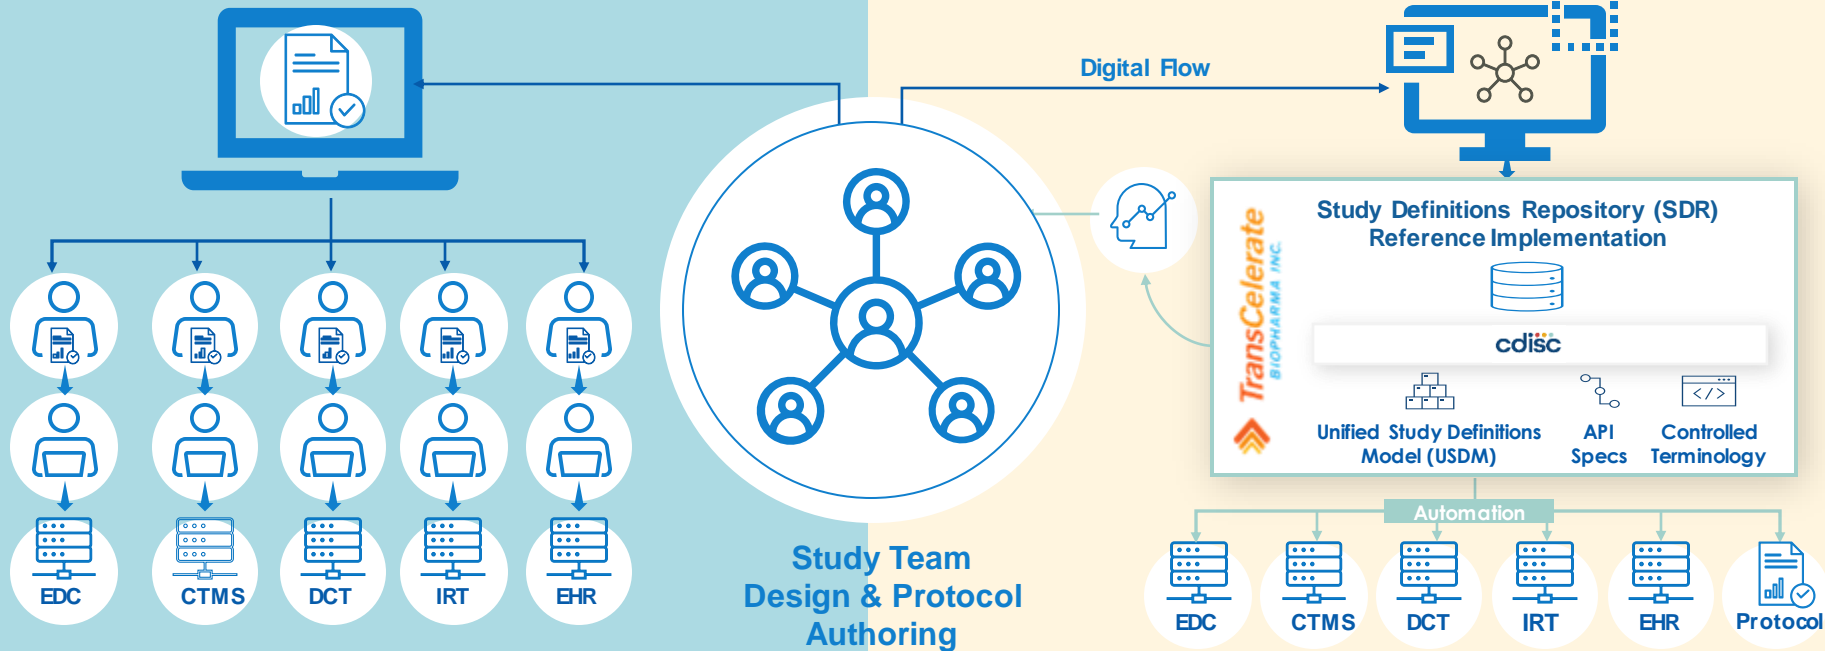 Digital Flow
Study Definitions Repository (SDR)
Reference Implementation
TransCelerate
BIOPHARMA INC.
cdisc
</>
Unified Study Definitions
Model (USDM)
API
Specs
Controlled
Terminology
Automation
Study Team
Design & Protocol
Authoring
EDC
CTMS
DCT
IRT
EHR
EDC
CTMS
DCT
IRT
EHR
Protocol